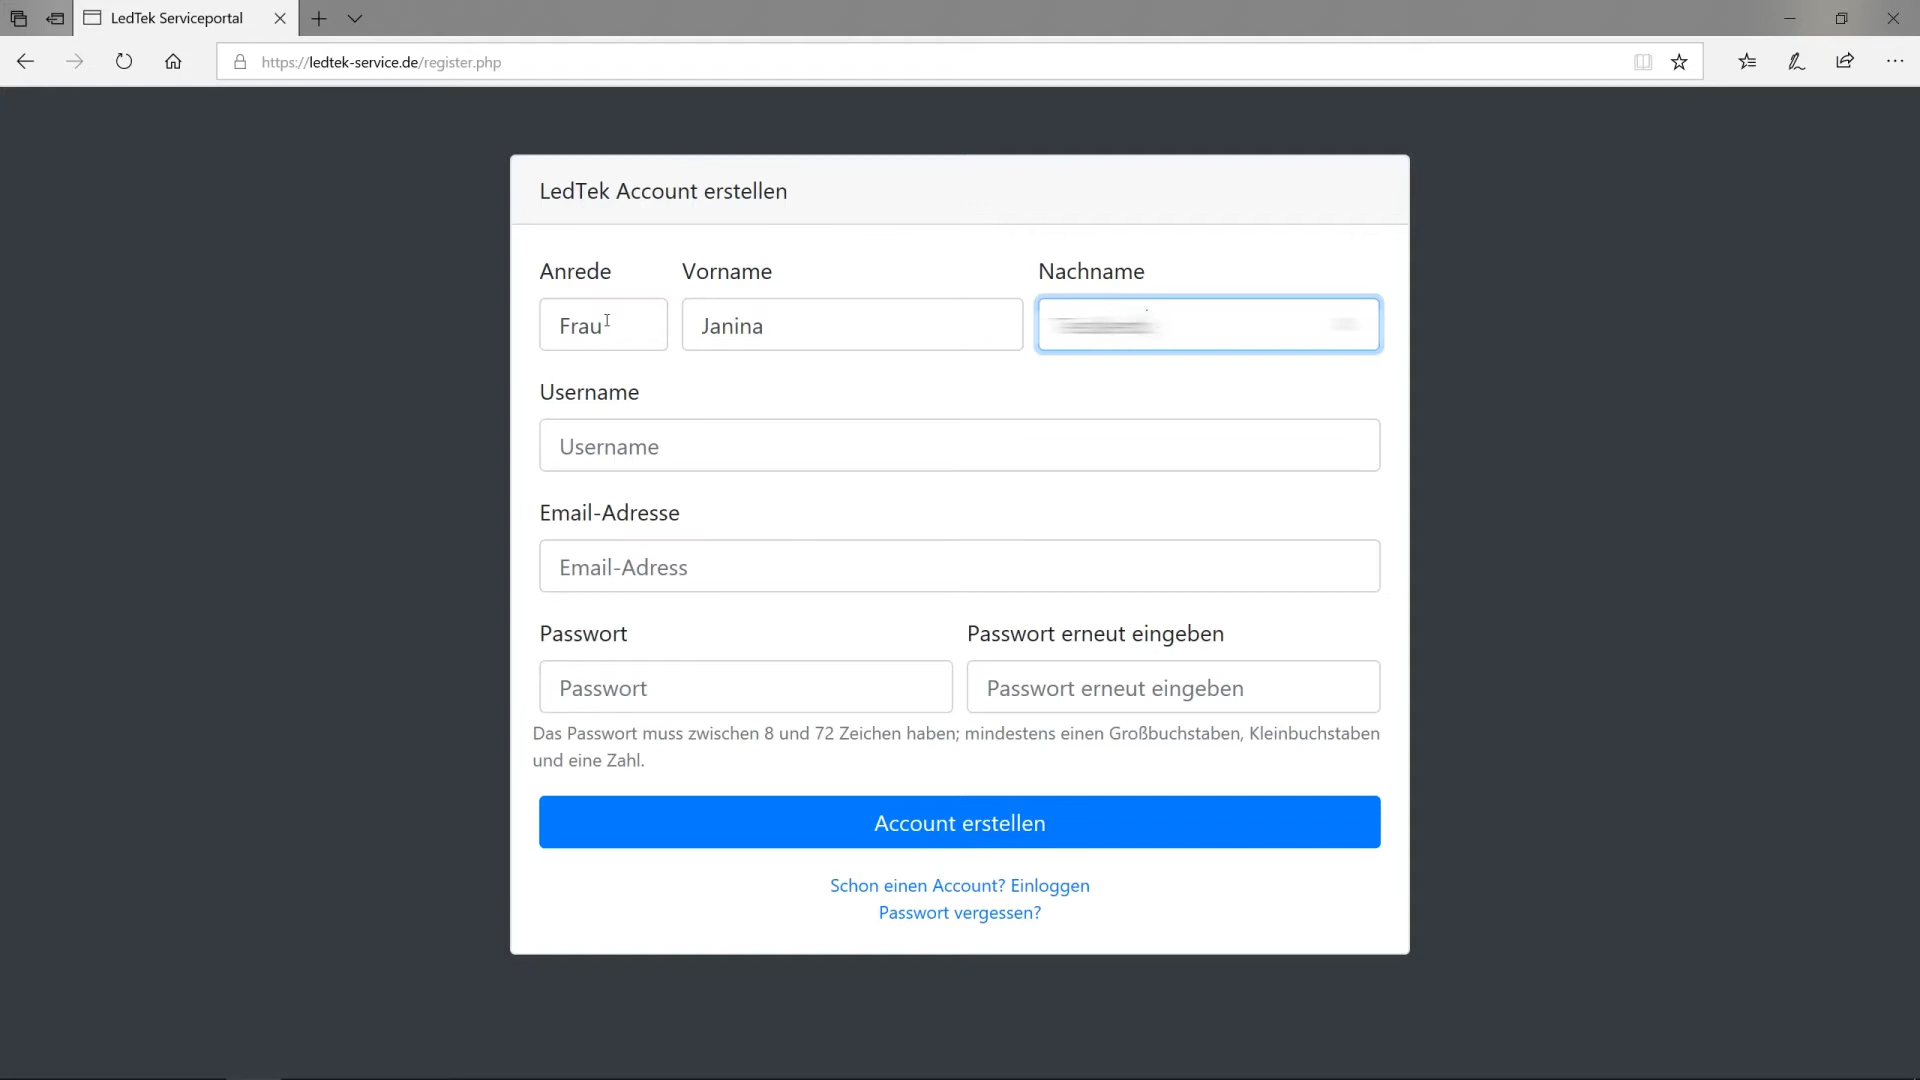 LedTek Serviceportal
https://ledtek-service.de/register.php
LedTek Account erstellen
Anrede Vorname Nachname
Frau Janina
Username
Username
Email-Adresse
Email-Adress
Passwort Passwort erneut eingeben
Passwort Passwort erneut eingeben
Das Passwort muss zwischen 8 und 72 Zeichen haben; mindestens einen Großbuchstaben, Kleinbuchstaben
und eine Zahl.
Account erstellen
Schon einen Account? Einloggen
Passwort vergessen?